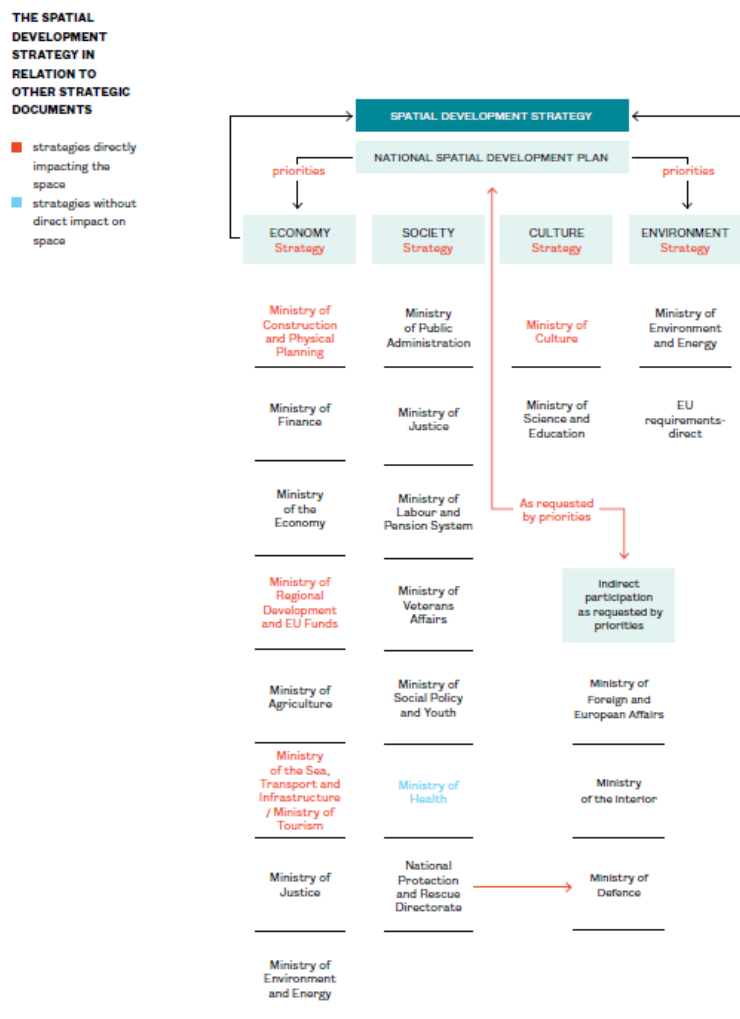 THE SPATIAL
DEVELOPMENT
STRATEGY IN
RELATION TO
OTHER STRATEGIC
DOCUMENTS
strategies directly
impacting the
space
strategies without
direct impact on
space
SPATIAL DEVELOPMENT STRATEGY
NATIONAL SPATIAL DEVELOPMENT PLAN
priorities
priorities
ECONOMY
Strategy
SOCIETY
Strategy
CULTURE
Strategy
ENVIRONMENT
Strategy
Ministry of
Construction
and Physical
Planning
Ministry of
Finance
Ministry
of the
Economy
Ministry of
Regional
Development
and EU Funds
Ministry of
Agriculture
Ministry
of the Sea,
Transport and
Infrastructure
/ Ministry of
Tourism
Ministry of
Justice
Ministry of
Environment
and Energy
Ministry
of Public
Administration
Ministry of
Justice
Ministry of
Labour and
Pension System
Ministry of
Veterans
Affairs
Ministry of
Social Policy
and Youth
Ministry of
Health
National
Protection
and Rescue
Directorate
Ministry of
Culture
Ministry of
Science and
Education
Ministry of
Environment
and Energy
EU
requirements-
direct
As requested
by priorities
Indirect
participation
as requested by
priorities
Ministry of
Foreign and
European Affairs
Ministry
of the Interior
Ministry of
Defence